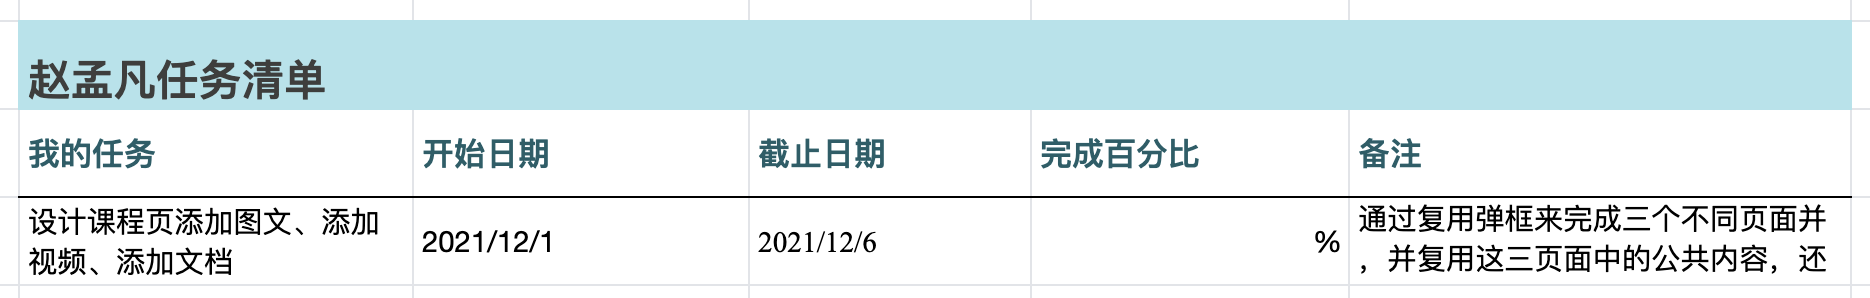 赵孟凡任务清单
我的任务 开始日期 截止日期 完成百分比 备注
设计课程页添加图文、添加
视频、添加文档
2021/12/1
2021/12/6
%
通过复用弹框来完成三个不同页面并
，并复用这三页面中的公共内容，还